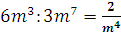 6m³:3m⁷ = 2/m⁴